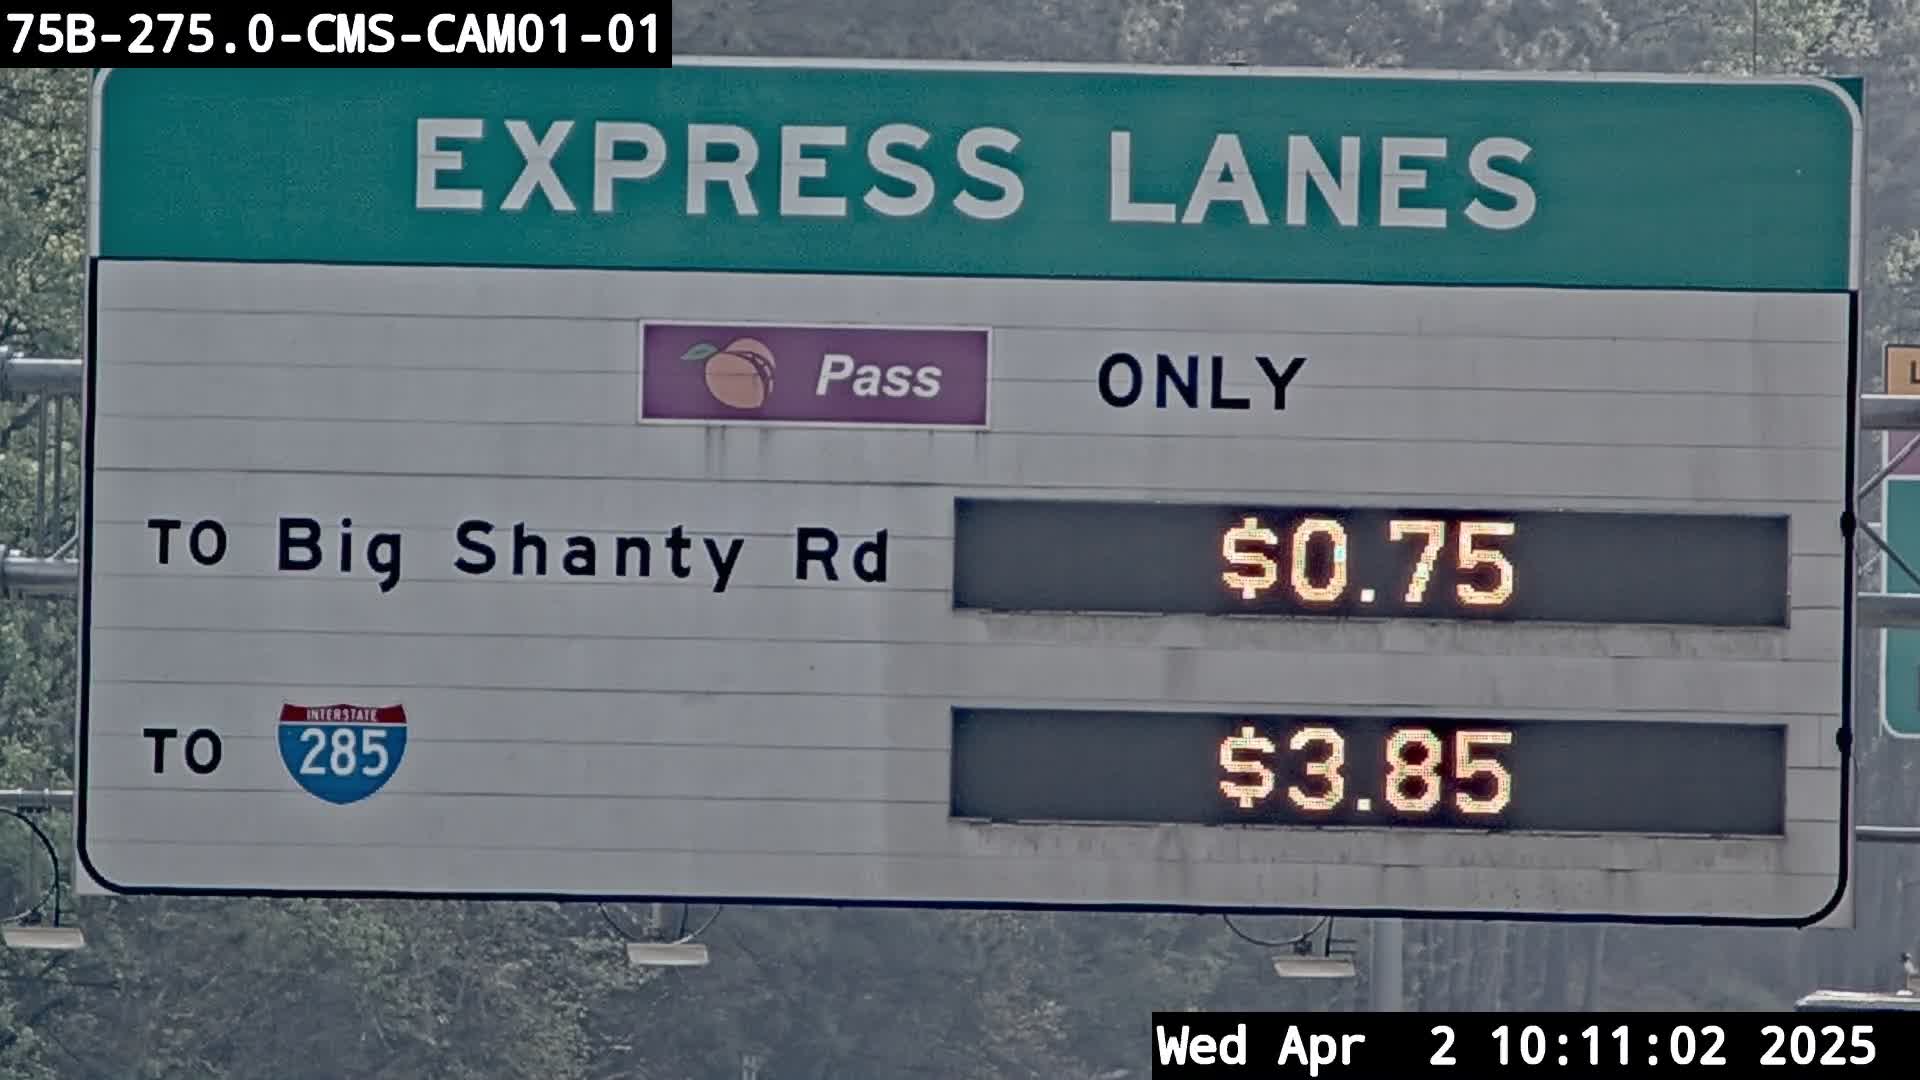 75B-275.0-CMS-CAM01-01
EXPRESS LANES
Pass ONLY
TO Big Shanty Rd $0.75
INTERSTATE
TO 285 $3.85
L
Wed Apr 2 10:11:02 2025